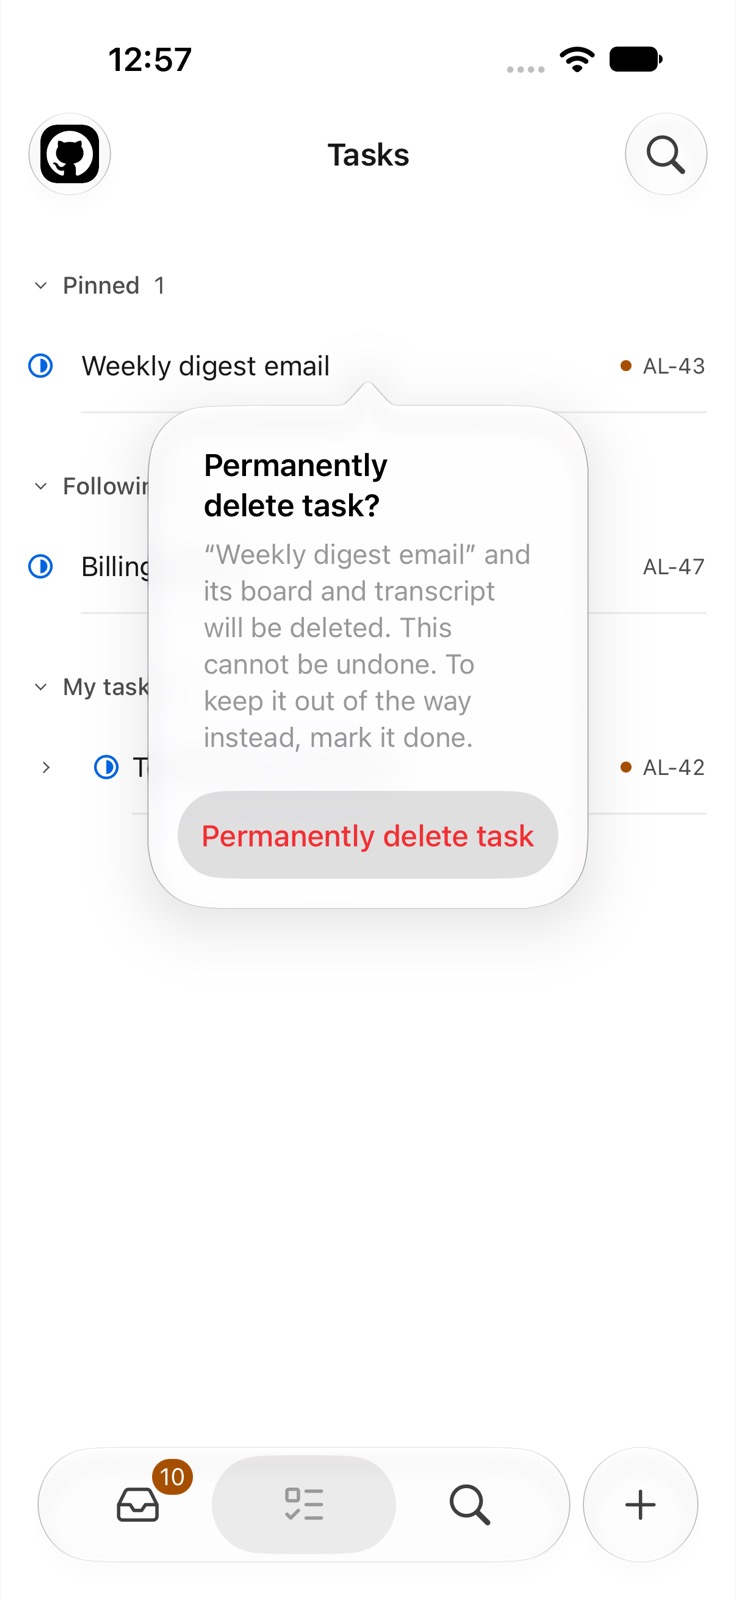 12:57
Tasks
Pinned 1
Weekly digest email AL-43
Permanently
delete task?
“Weekly digest email” and
its board and transcript
will be deleted. This
cannot be undone. To
keep it out of the way
instead, mark it done.
Permanently delete task
Billing AL-47
AL-42
10